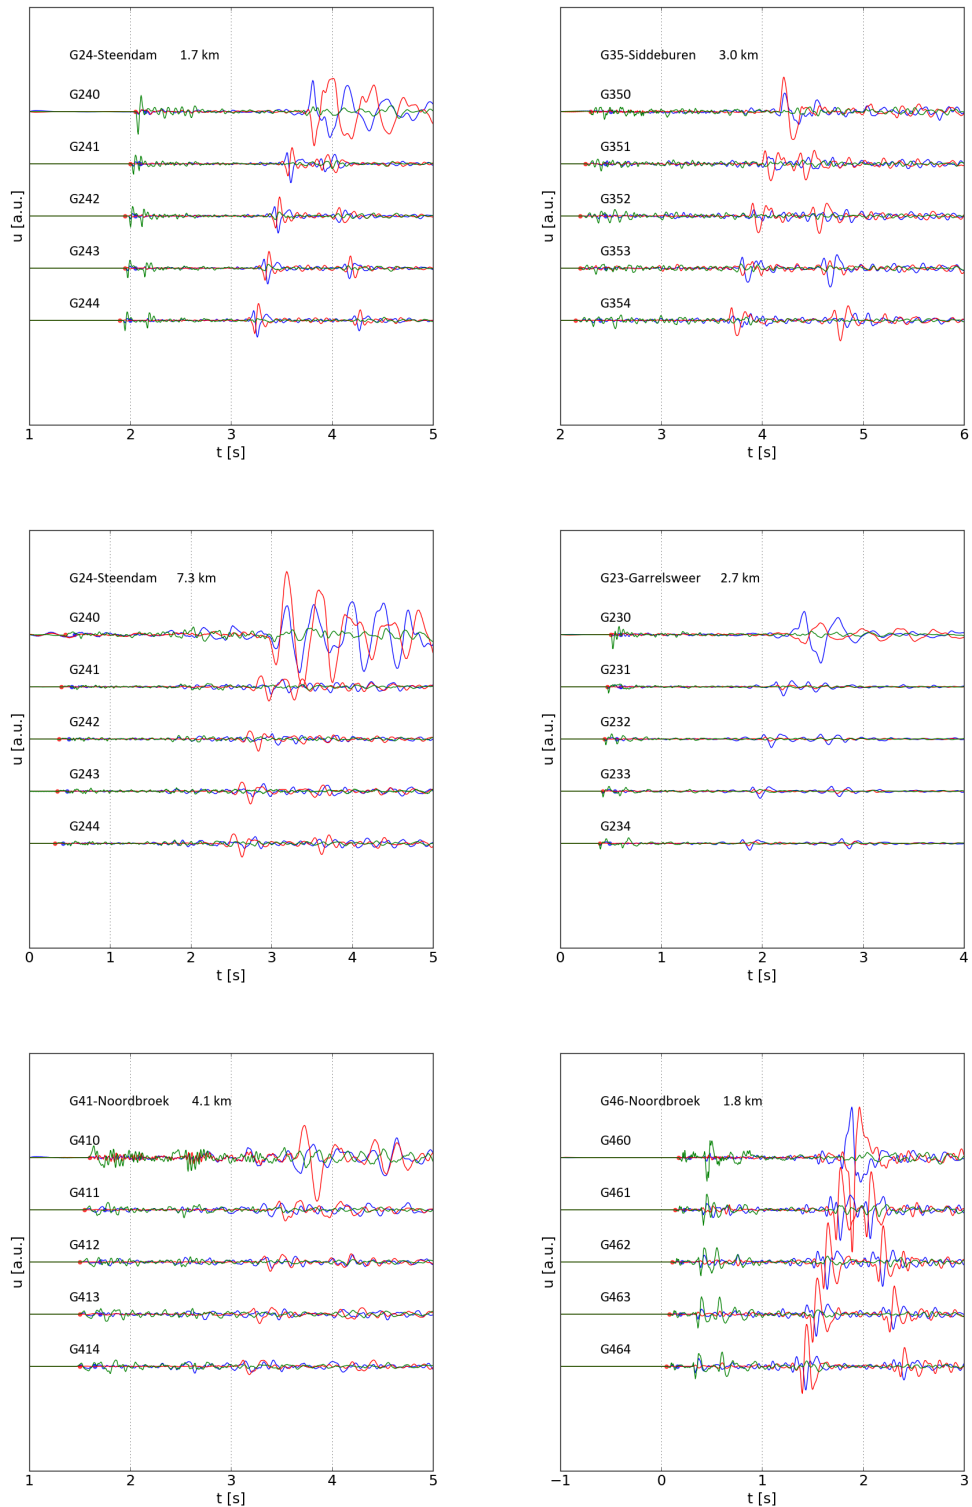 G24-Steendam 1.7 km
G240
G241
G242
G243
G244
u [a.u.]
1 2 3 4 5
t [s]
G35-Siddeburen 3.0 km
G350
G351
G352
G353
G354
u [a.u.]
2 3 4 5 6
t [s]
G24-Steendam 7.3 km
G240
G241
G242
G243
G244
u [a.u.]
0 1 2 3 4 5
t [s]
G23-Garrelsweer 2.7 km
G230
G231
G232
G233
G234
u [a.u.]
0 1 2 3 4
t [s]
G41-Noordbroek 4.1 km
G410
G411
G412
G413
G414
u [a.u.]
1 2 3 4 5
t [s]
G46-Noordbroek 1.8 km
G460
G461
G462
G463
G464
u [a.u.]
−1 0 1 2 3
t [s]